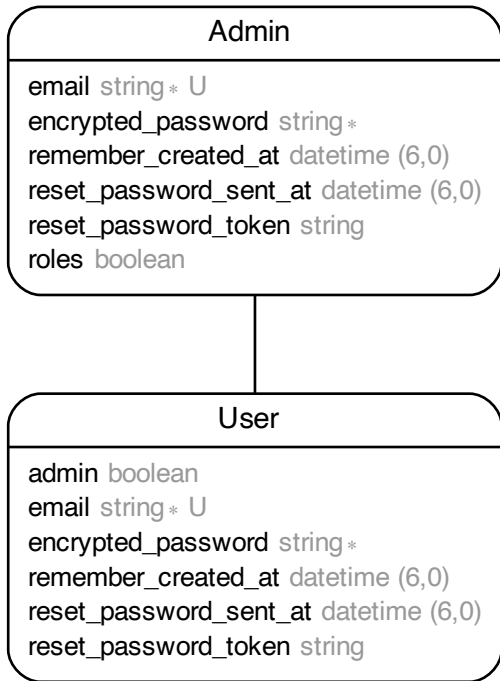 Admin
email string∗ U
encrypted_password string∗
remember_created_at datetime (6,0)
reset_password_sent_at datetime (6,0)
reset_password_token string
roles boolean
User
admin boolean
email string∗ U
encrypted_password string∗
remember_created_at datetime (6,0)
reset_password_sent_at datetime (6,0)
reset_password_token string